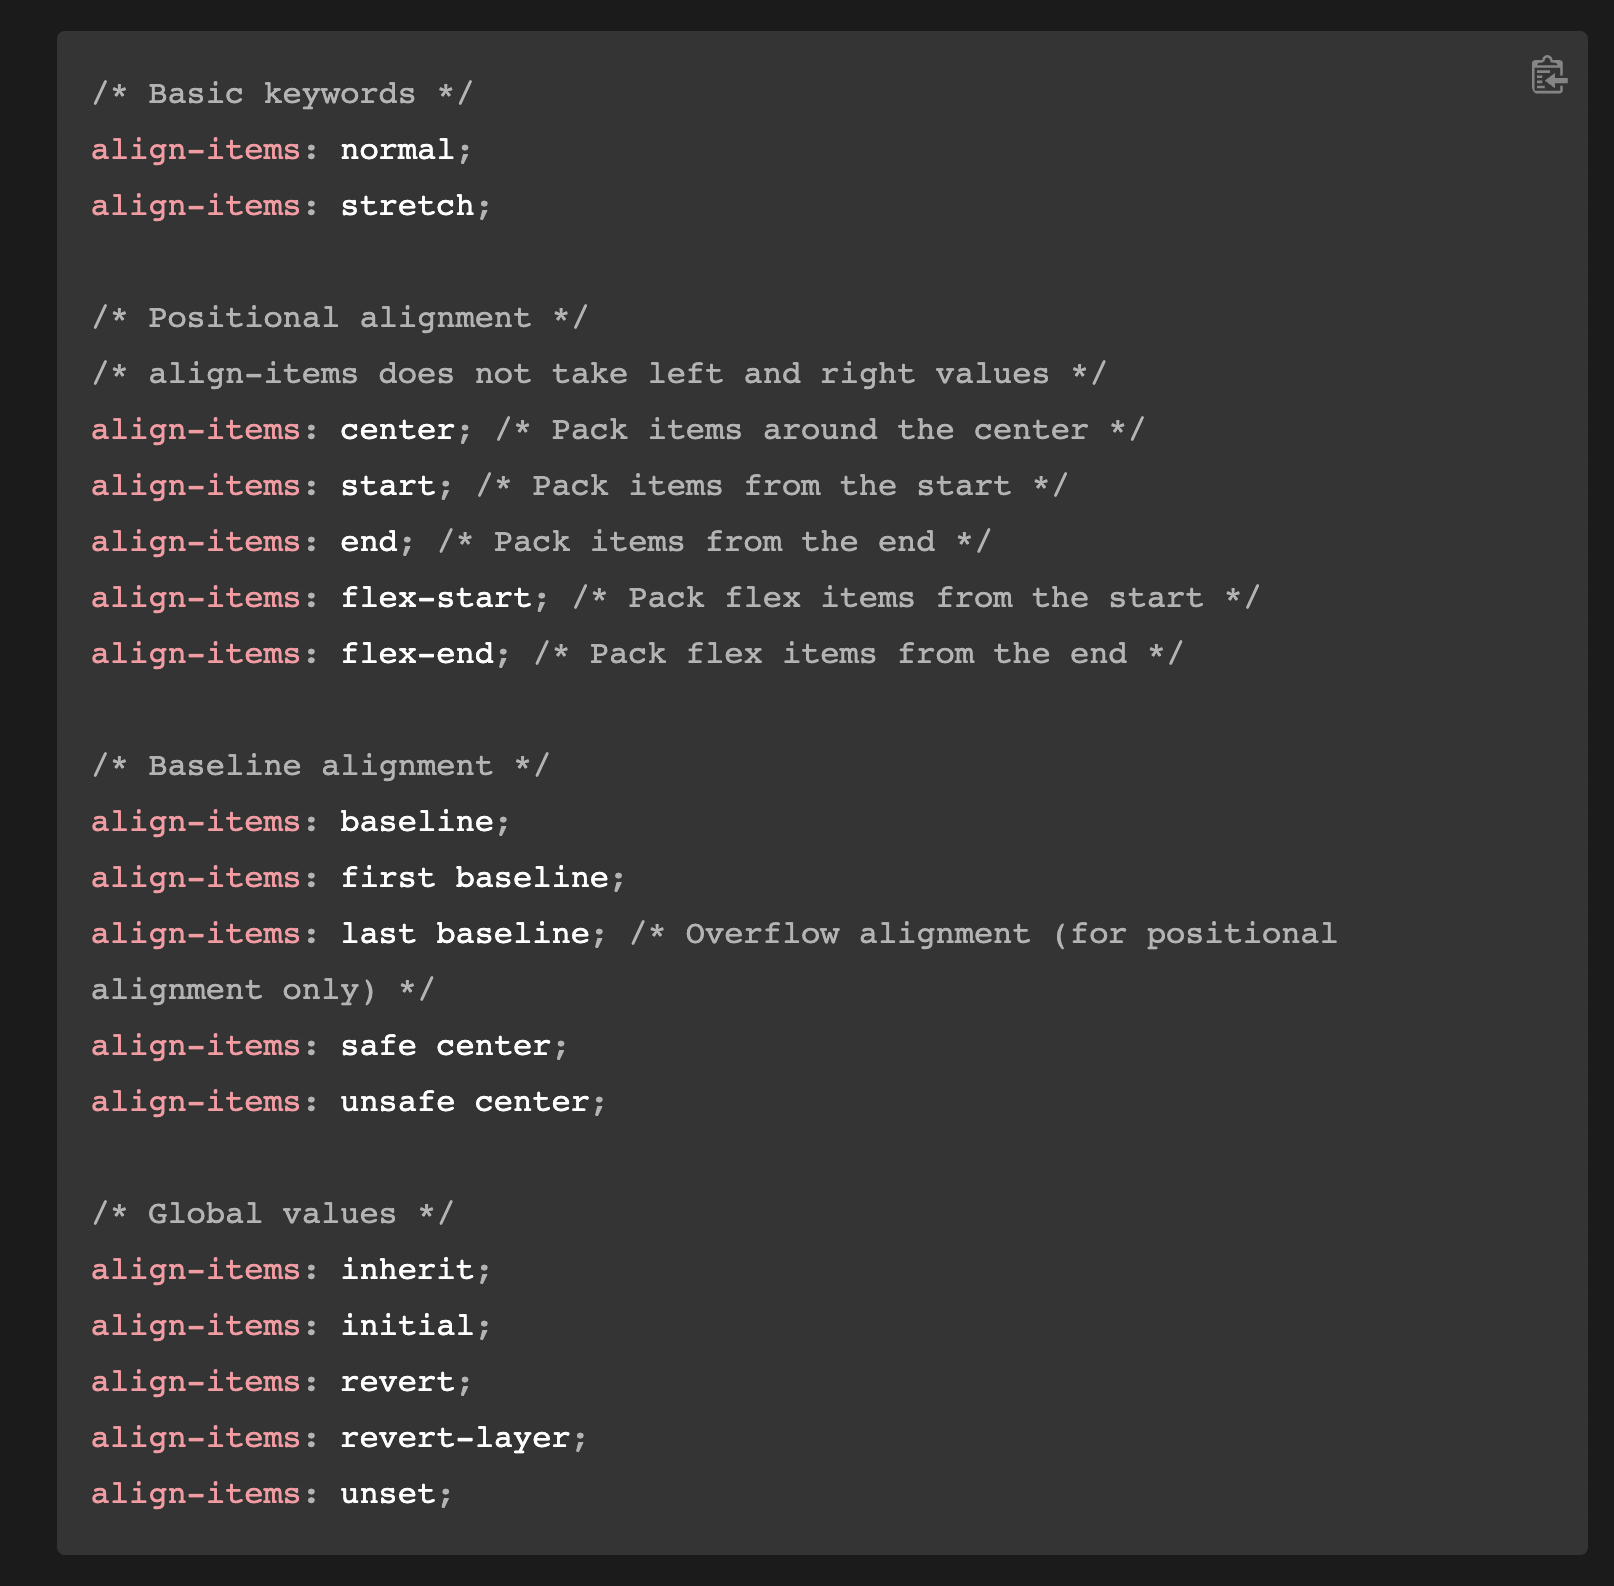 /* Basic keywords */
align-items: normal;
align-items: stretch;
/* Positional alignment */
/* align-items does not take left and right values */
align-items: center; /* Pack items around the center */
align-items: start; /* Pack items from the start */
align-items: end; /* Pack items from the end */
align-items: flex-start; /* Pack flex items from the start */
align-items: flex-end; /* Pack flex items from the end */
/* Baseline alignment */
align-items: baseline;
align-items: first baseline;
align-items: last baseline; /* Overflow alignment (for positional
alignment only) */
align-items: safe center;
align-items: unsafe center;
/* Global values */
align-items: inherit;
align-items: initial;
align-items: revert;
align-items: revert-layer;
align-items: unset;